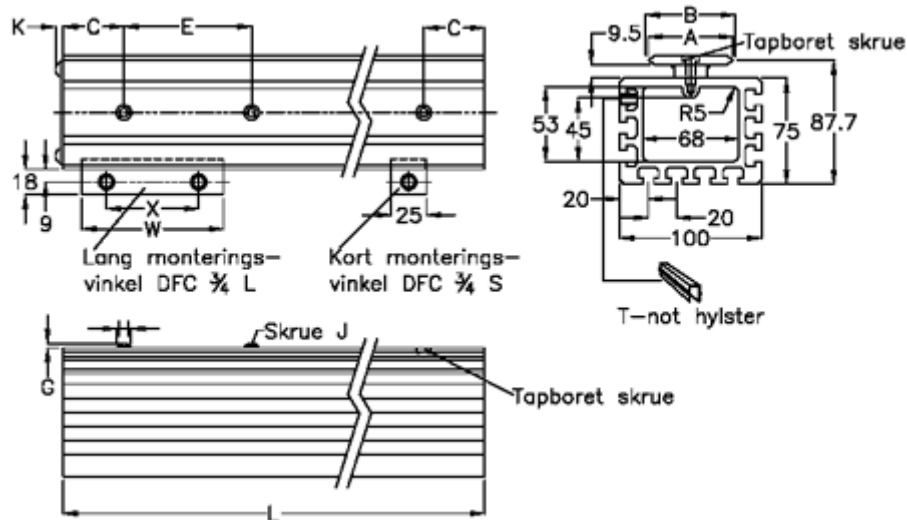 K C E C
B
A
9.5
Tapboret skrue
R5
53 45 68 75 87.7
18
9
X
W
25
20 20
100
Lang monterings-
vinkel DFC ¾ L
Kort monterings-
vinkel DFC ¾ S
T-not hylster
Skrue J
G
Tapboret skrue
L